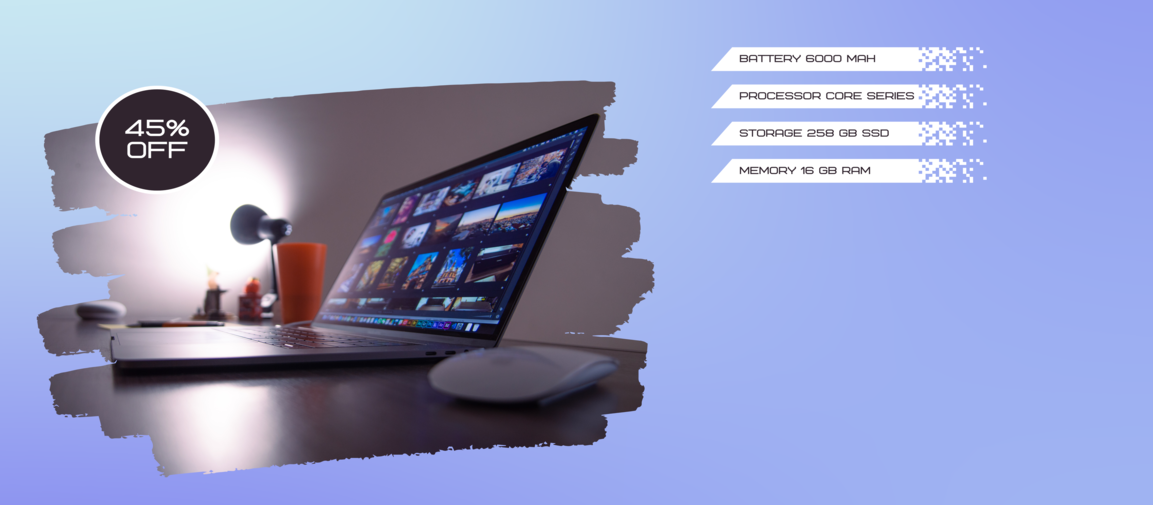 45%
OFF
BATTERY 6000 MAH
PROCESSOR CORE SERIES
STORAGE 258 GB SSD
MEMORY 16 GB RAM